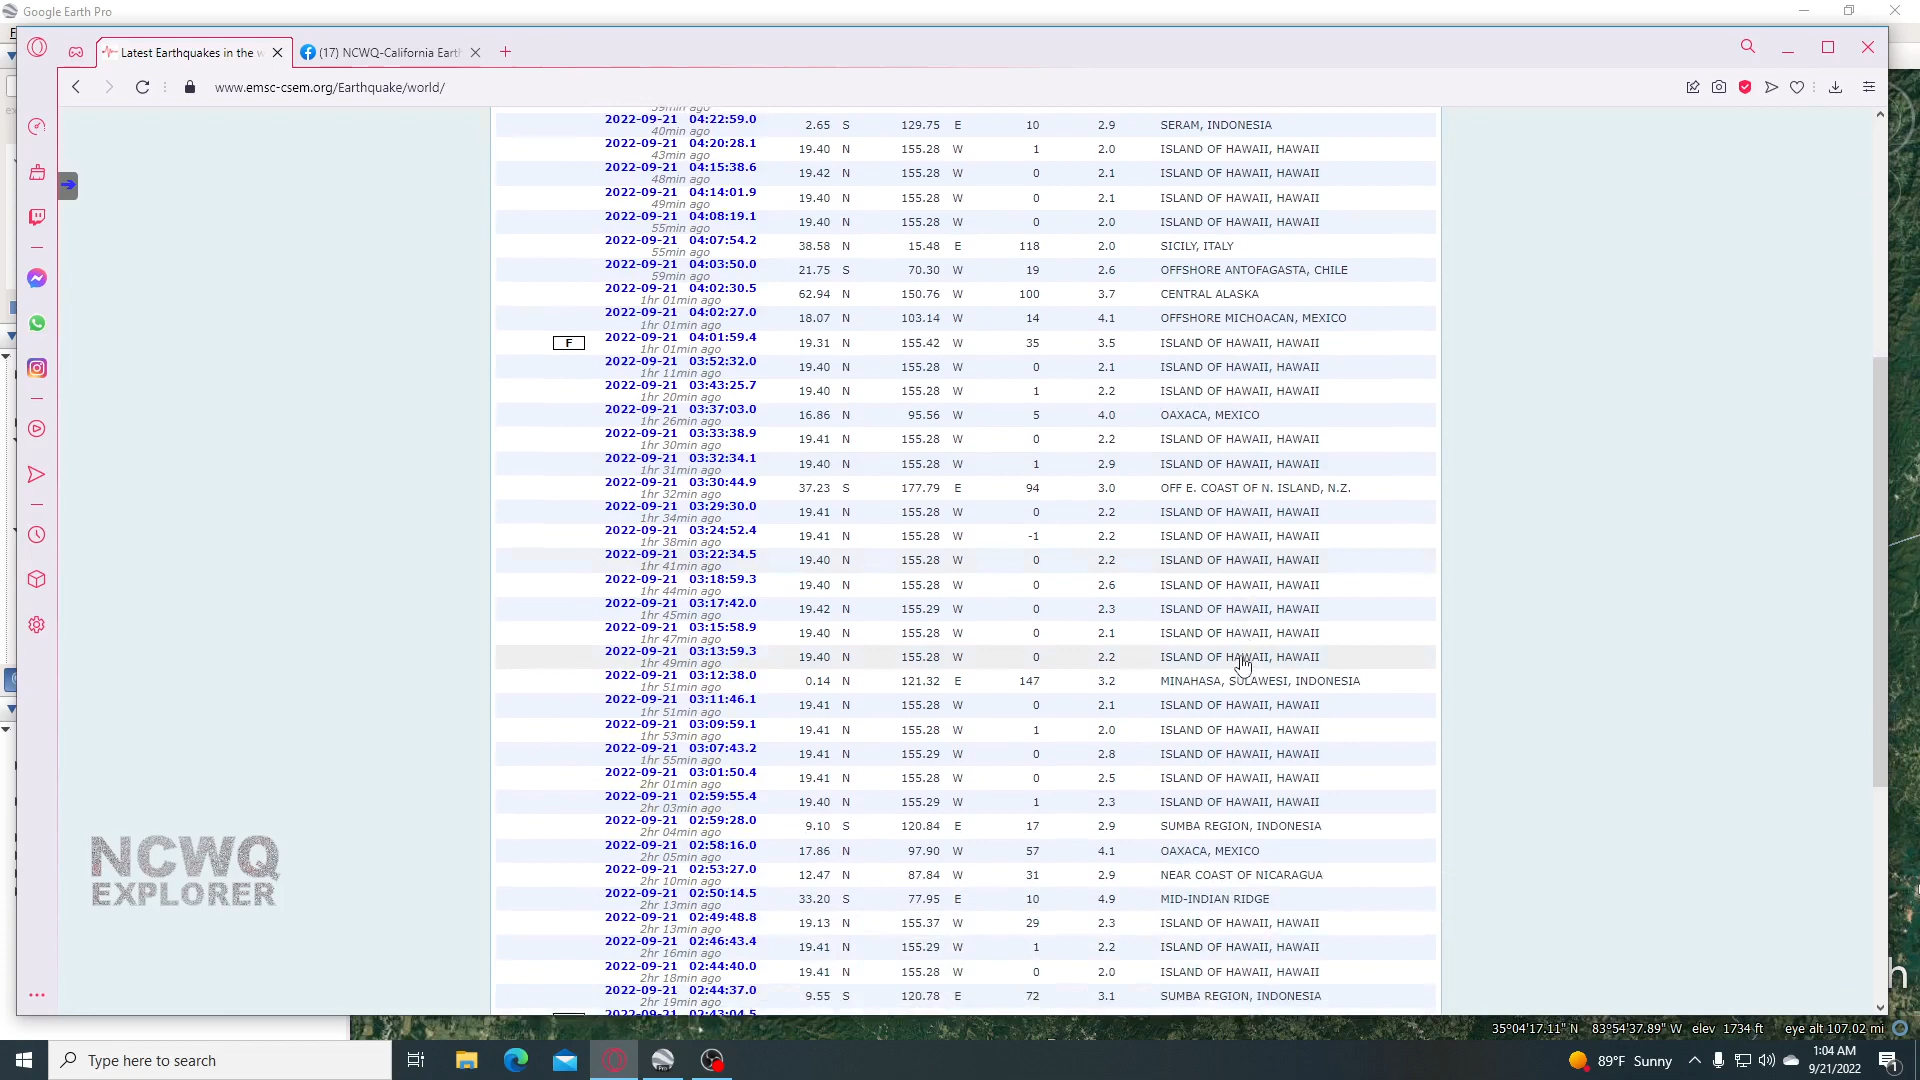 Google Earth Pro
Latest Earthquakes in the w
(17) NCWQ-California Eart
www.emsc-csem.org/Earthquake/world/
59min ago
2022-09-21 04:22:59.0 40min ago 2.65 S 129.75 E 10 2.9 SERAM, INDONESIA
2022-09-21 04:20:28.1 43min ago 19.40 N 155.28 W 1 2.0 ISLAND OF HAWAII, HAWAII
2022-09-21 04:15:38.6 48min ago 19.42 N 155.28 W 0 2.1 ISLAND OF HAWAII, HAWAII
2022-09-21 04:14:01.9 49min ago 19.40 N 155.28 W 0 2.1 ISLAND OF HAWAII, HAWAII
2022-09-21 04:08:19.1 55min ago 19.40 N 155.28 W 0 2.0 ISLAND OF HAWAII, HAWAII
2022-09-21 04:07:54.2 55min ago 38.58 N 15.48 E 118 2.0 SICILY, ITALY
2022-09-21 04:03:50.0 59min ago 21.75 S 70.30 W 19 2.6 OFFSHORE ANTOFAGASTA, CHILE
2022-09-21 04:02:30.5 1hr 01min ago 62.94 N 150.76 W 100 3.7 CENTRAL ALASKA
2022-09-21 04:02:27.0 1hr 01min ago 18.07 N 103.14 W 14 4.1 OFFSHORE MICHOACAN, MEXICO
F 2022-09-21 04:01:59.4 1hr 01min ago 19.31 N 155.42 W 35 3.5 ISLAND OF HAWAII, HAWAII
2022-09-21 03:52:32.0 1hr 11min ago 19.40 N 155.28 W 0 2.1 ISLAND OF HAWAII, HAWAII
2022-09-21 03:43:25.7 1hr 20min ago 19.40 N 155.28 W 1 2.2 ISLAND OF HAWAII, HAWAII
2022-09-21 03:37:03.0 1hr 26min ago 16.86 N 95.56 W 5 4.0 OAXACA, MEXICO
2022-09-21 03:33:38.9 1hr 30min ago 19.41 N 155.28 W 0 2.2 ISLAND OF HAWAII, HAWAII
2022-09-21 03:32:34.1 1hr 31min ago 19.40 N 155.28 W 1 2.9 ISLAND OF HAWAII, HAWAII
2022-09-21 03:30:44.9 1hr 32min ago 37.23 S 177.79 E 94 3.0 OFF E. COAST OF N. ISLAND, N.Z.
2022-09-21 03:29:30.0 1hr 34min ago 19.41 N 155.28 W 0 2.2 ISLAND OF HAWAII, HAWAII
2022-09-21 03:24:52.4 1hr 38min ago 19.41 N 155.28 W -1 2.2 ISLAND OF HAWAII, HAWAII
2022-09-21 03:22:34.5 1hr 41min ago 19.40 N 155.28 W 0 2.2 ISLAND OF HAWAII, HAWAII
2022-09-21 03:18:59.3 1hr 44min ago 19.40 N 155.28 W 0 2.6 ISLAND OF HAWAII, HAWAII
2022-09-21 03:17:42.0 1hr 45min ago 19.42 N 155.29 W 0 2.3 ISLAND OF HAWAII, HAWAII
2022-09-21 03:15:58.9 1hr 47min ago 19.40 N 155.28 W 0 2.1 ISLAND OF HAWAII, HAWAII
2022-09-21 03:13:59.3 1hr 49min ago 19.40 N 155.28 W 0 2.2 ISLAND OF HAWAII, HAWAII
2022-09-21 03:12:38.0 1hr 51min ago 0.14 N 121.32 E 147 3.2 MINAHASA, SULAWESI, INDONESIA
2022-09-21 03:11:46.1 1hr 51min ago 19.41 N 155.28 W 0 2.1 ISLAND OF HAWAII, HAWAII
2022-09-21 03:09:59.1 1hr 53min ago 19.41 N 155.28 W 1 2.0 ISLAND OF HAWAII, HAWAII
2022-09-21 03:07:43.2 1hr 55min ago 19.41 N 155.29 W 0 2.8 ISLAND OF HAWAII, HAWAII
2022-09-21 03:01:50.4 2hr 01min ago 19.41 N 155.28 W 0 2.5 ISLAND OF HAWAII, HAWAII
2022-09-21 02:59:55.4 2hr 03min ago 19.40 N 155.29 W 1 2.3 ISLAND OF HAWAII, HAWAII
2022-09-21 02:59:28.0 2hr 04min ago 9.10 S 120.84 E 17 2.9 SUMBA REGION, INDONESIA
2022-09-21 02:58:16.0 2hr 05min ago 17.86 N 97.90 W 57 4.1 OAXACA, MEXICO
2022-09-21 02:53:27.0 2hr 10min ago 12.47 N 87.84 W 31 2.9 NEAR COAST OF NICARAGUA
2022-09-21 02:50:14.5 2hr 13min ago 33.20 S 77.95 E 10 4.9 MID-INDIAN RIDGE
2022-09-21 02:49:48.8 2hr 13min ago 19.13 N 155.37 W 29 2.3 ISLAND OF HAWAII, HAWAII
2022-09-21 02:46:43.4 2hr 16min ago 19.41 N 155.29 W 1 2.2 ISLAND OF HAWAII, HAWAII
2022-09-21 02:44:40.0 2hr 18min ago 19.41 N 155.28 W 0 2.0 ISLAND OF HAWAII, HAWAII
2022-09-21 02:44:37.0 2hr 19min ago 9.55 S 120.78 E 72 3.1 SUMBA REGION, INDONESIA
2022-09-21 02:43:04.5
NCWQ
EXPLORER
35°04'17.11" N 83°54'37.89" W elev 1734 ft eye alt 107.02 mi
Type here to search
89°F Sunny
1:04 AM
9/21/2022
1